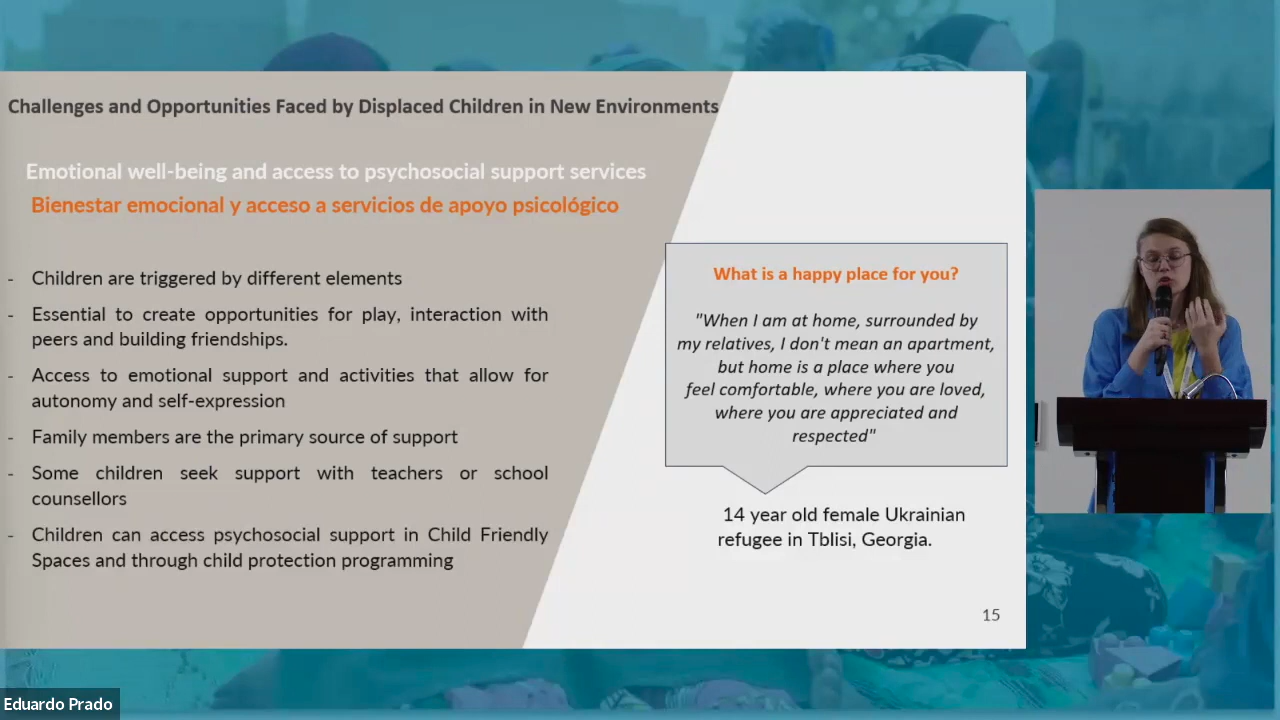 Challenges and Opportunities Faced by Displaced Children in New Environments
Emotional well-being and access to psychosocial support services
Bienestar emocional y acceso a servicios de apoyo psicológico
- Children are triggered by different elements
- Essential to create opportunities for play, interaction with
peers and building friendships.
- Access to emotional support and activities that allow for
autonomy and self-expression
- Family members are the primary source of support
- Some children seek support with teachers or school
counsellors
- Children can access psychosocial support in Child Friendly
Spaces and through child protection programming
What is a happy place for you?
"When I am at home, surrounded by
my relatives, I don't mean an apartment,
but home is a place where you
feel comfortable, where you are loved,
where you are appreciated and
respected"
14 year old female Ukrainian
refugee in Tblisi, Georgia.
15
Eduardo Prado